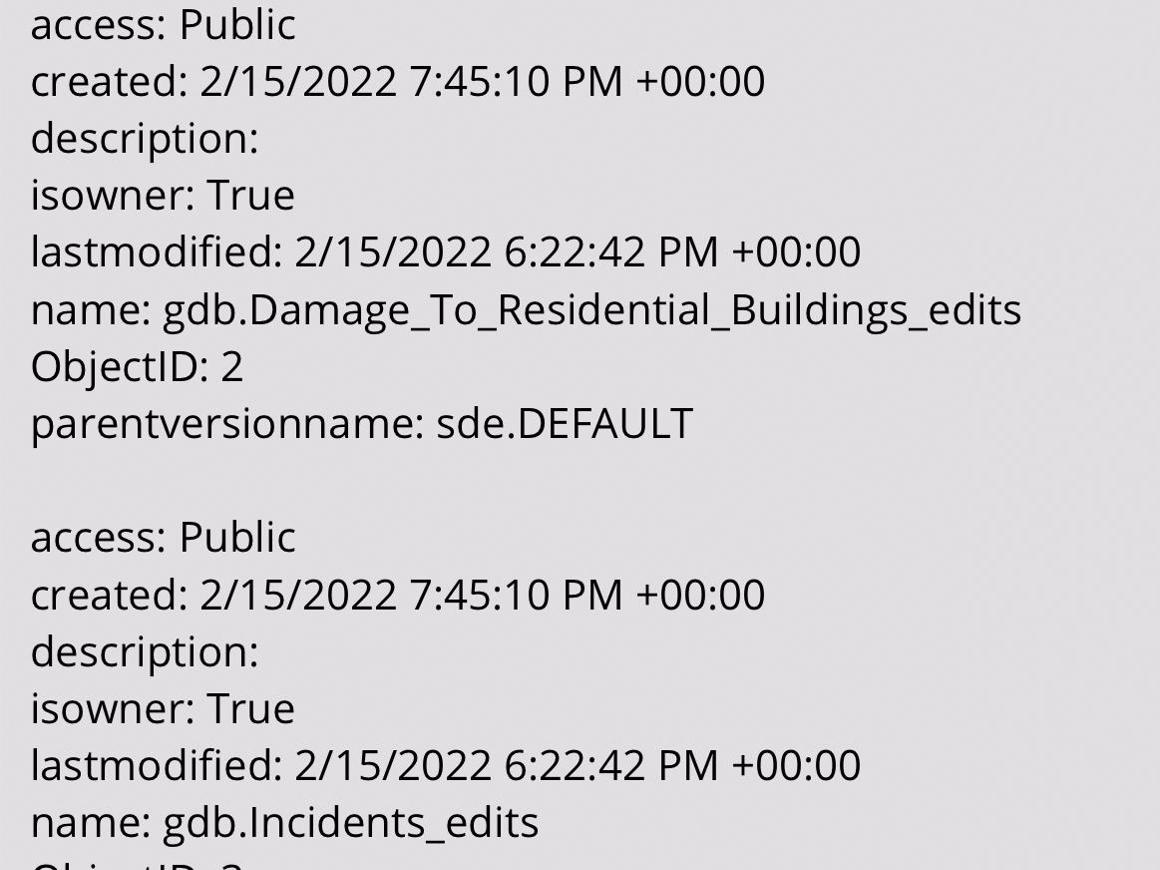 access: Public
created: 2/15/2022 7:45:10 PM +00:00
description:
isowner: True
lastmodified: 2/15/2022 6:22:42 PM +00:00
name: gdb.Damage_To_Residential_Buildings_edits
ObjectID: 2
parentversionname: sde.DEFAULT
access: Public
created: 2/15/2022 7:45:10 PM +00:00
description:
isowner: True
lastmodified: 2/15/2022 6:22:42 PM +00:00
name: gdb.Incidents_edits
ObjectID: